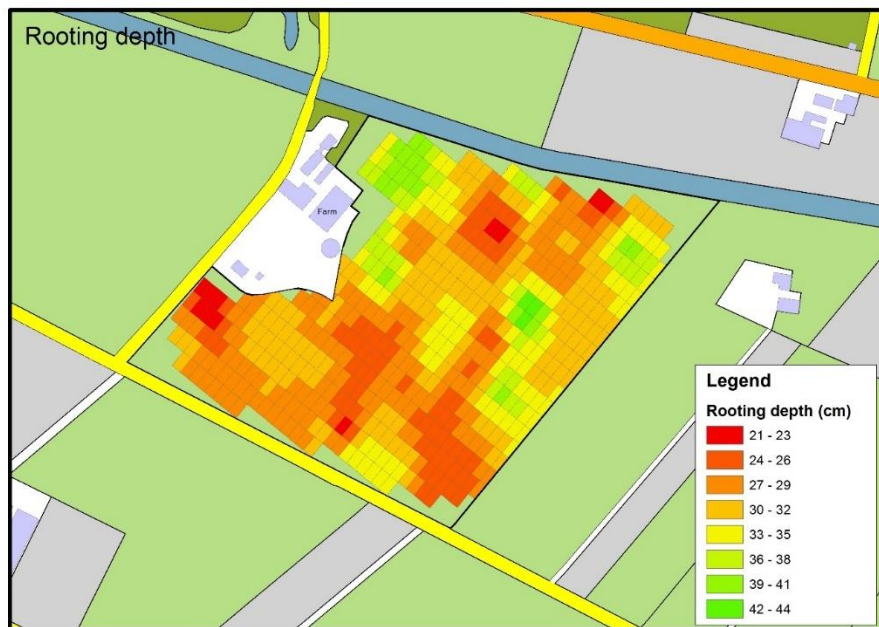 Rooting depth
Farm
Legend
Rooting depth (cm)
21 - 23
24 - 26
27 - 29
30 - 32
33 - 35
36 - 38
39 - 41
42 - 44